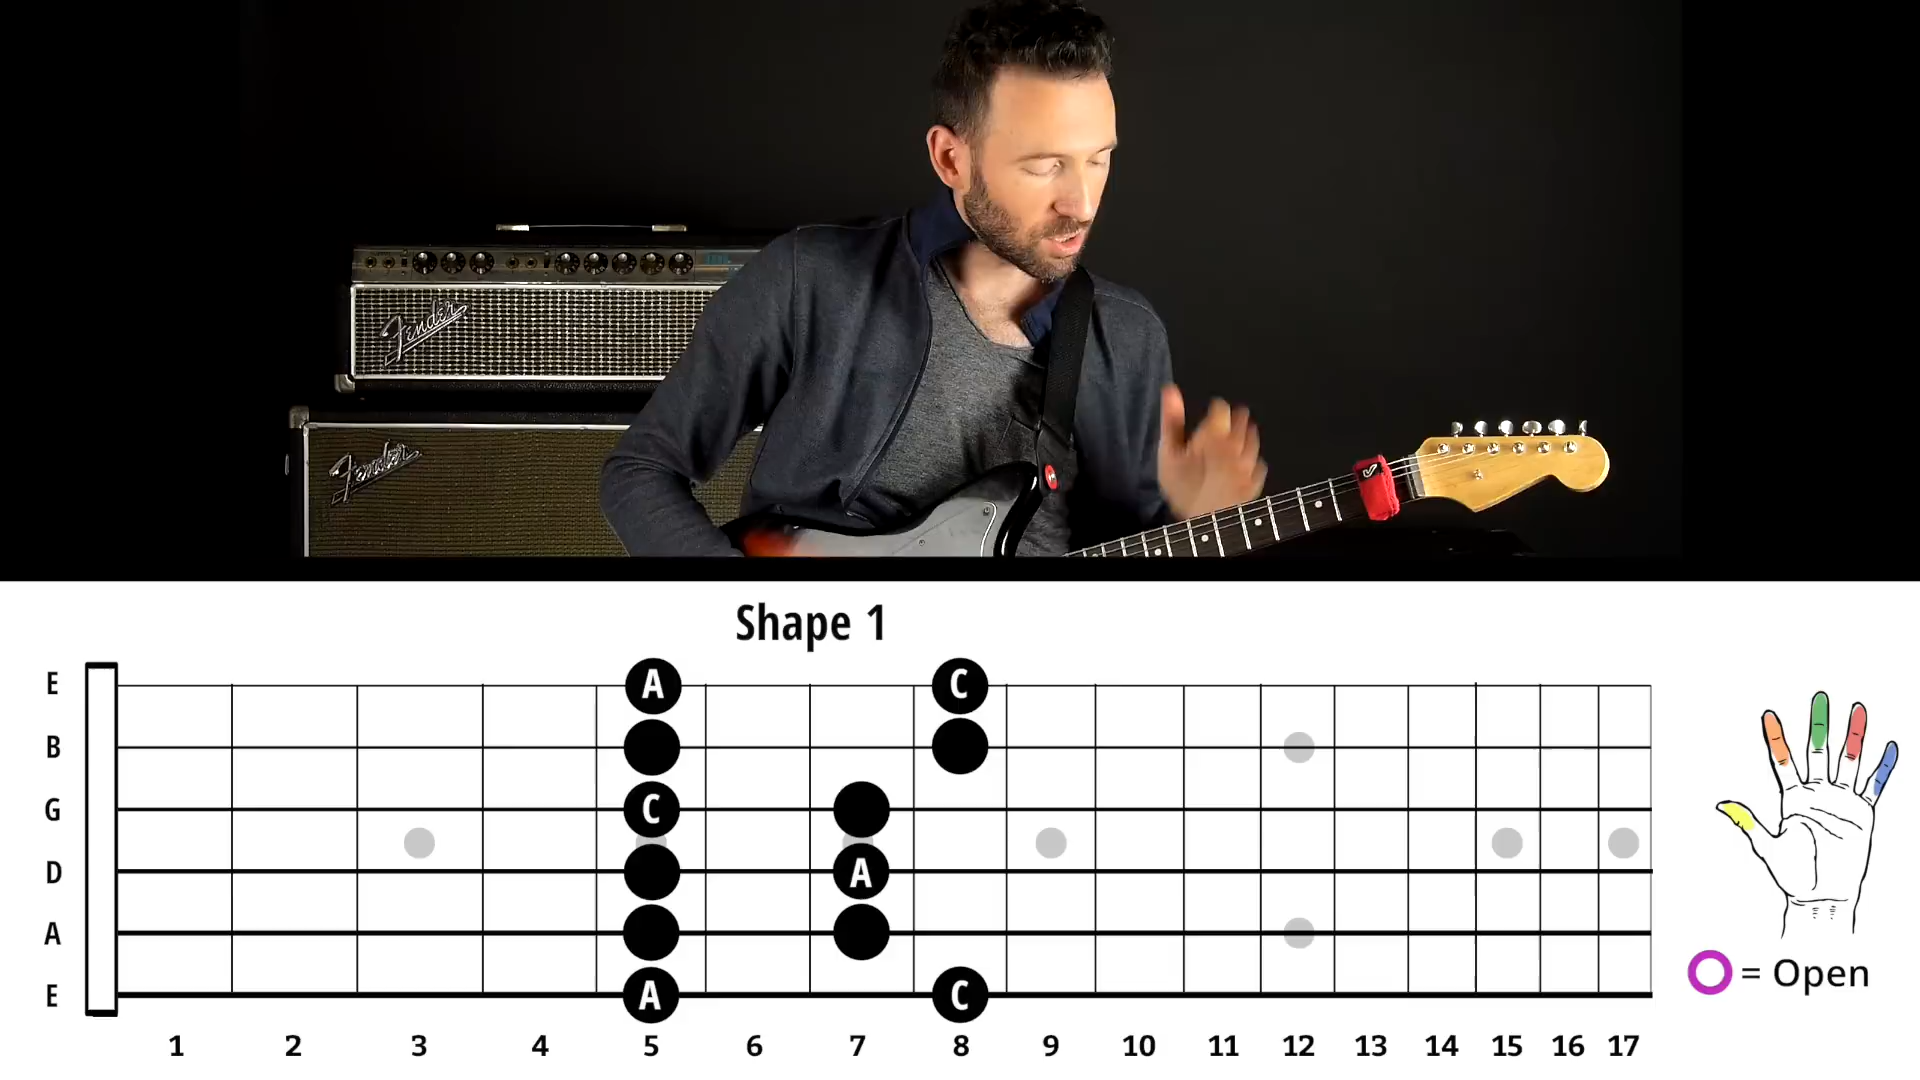 Fender
Fender
Shape 1
E A C
B
G C
D A
A
E A C
1 2 3 4 5 6 7 8 9 10 11 12 13 14 15 16 17
= Open